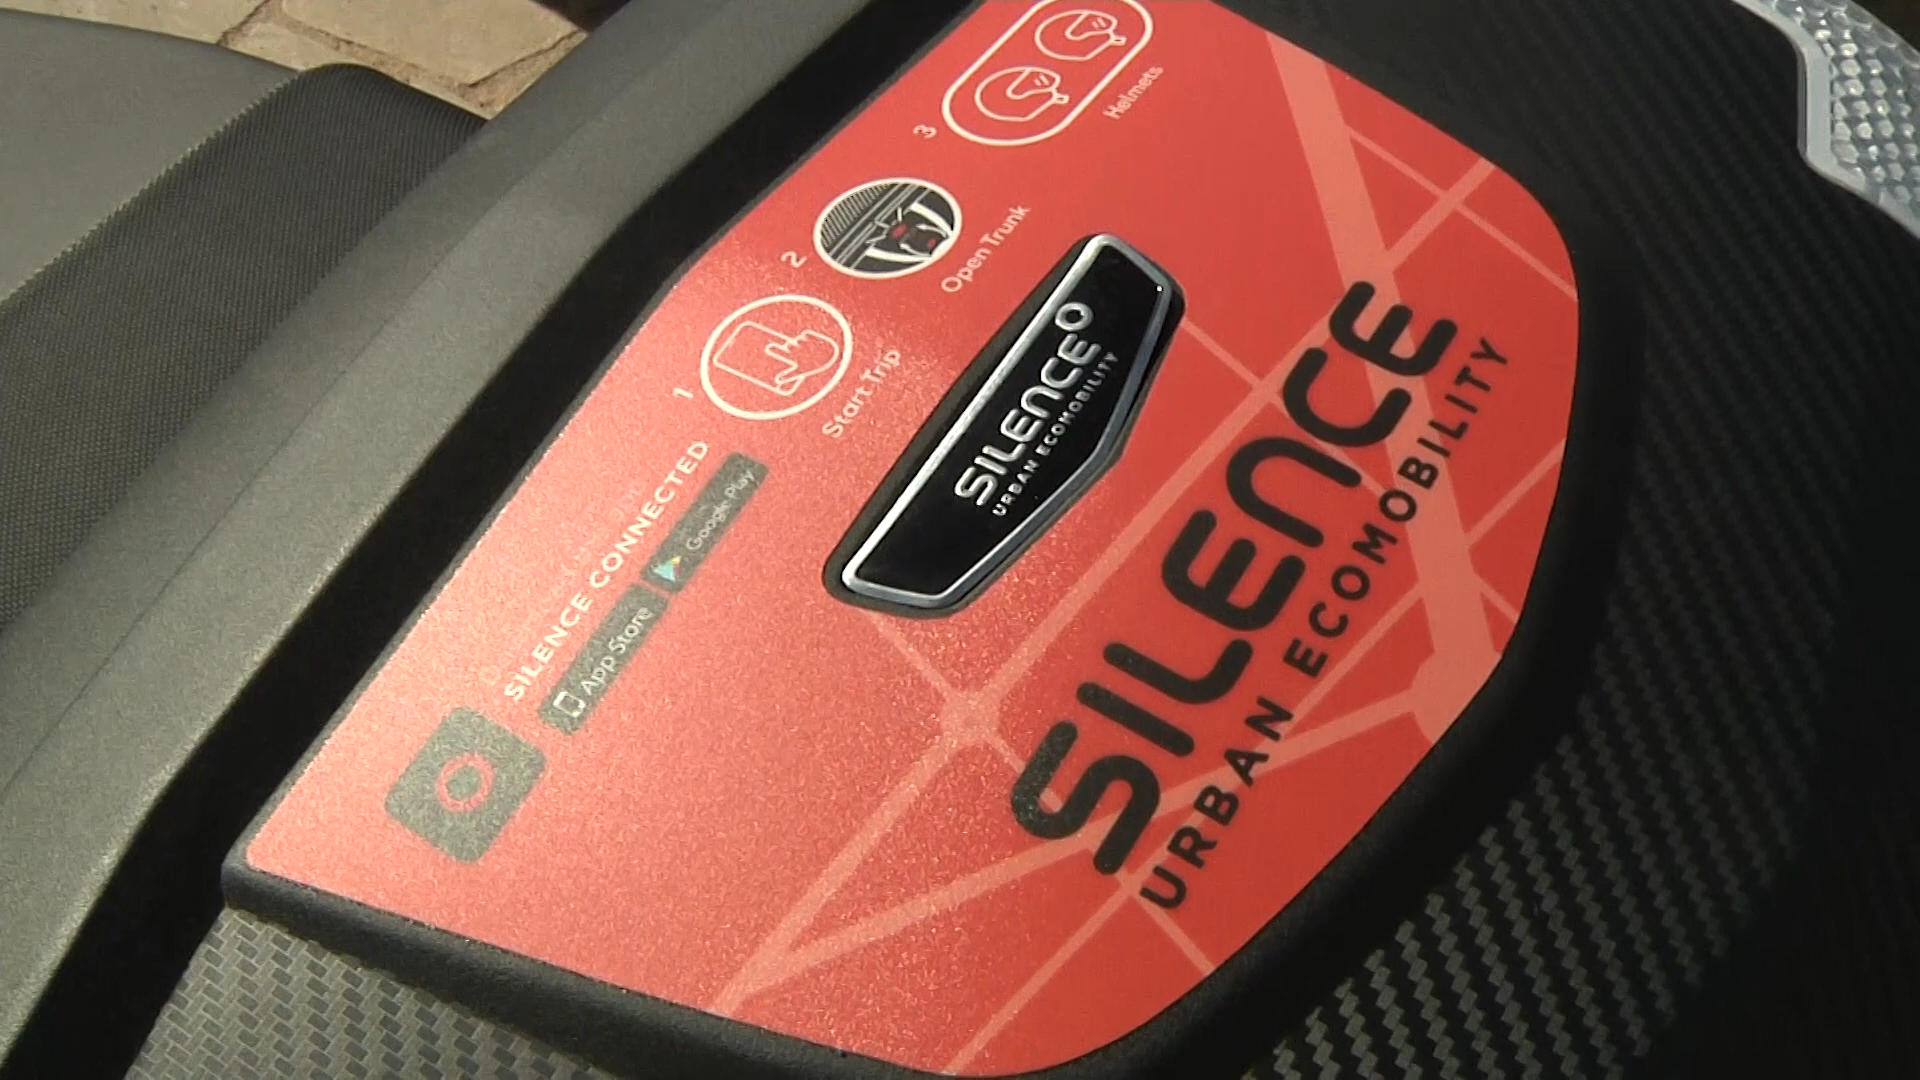 SILENCE CONNECTED
App Store
Google Play
1
Start Trip
2
Open Trunk
3
Helmets
SILENCE
URBAN ECOMOBILITY
SILENCE
URBAN ECOMOBILITY